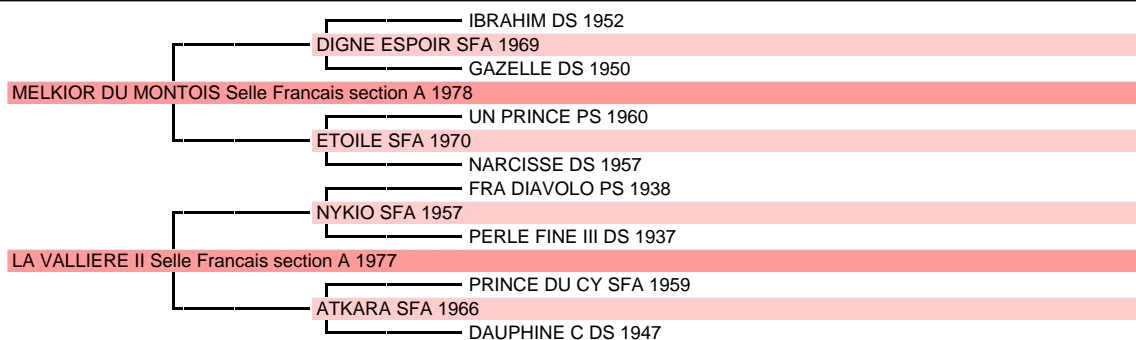 IBRAHIM DS 1952
DIGNE ESPOIR SFA 1969
GAZELLE DS 1950
MELKIOR DU MONTOIS Selle Francais section A 1978
UN PRINCE PS 1960
ETOILE SFA 1970
NARCISSE DS 1957
FRA DIAVOLO PS 1938
NYKIO SFA 1957
PERLE FINE III DS 1937
LA VALLIERE II Selle Francais section A 1977
PRINCE DU CY SFA 1959
ATKARA SFA 1966
DAUPHINE C DS 1947